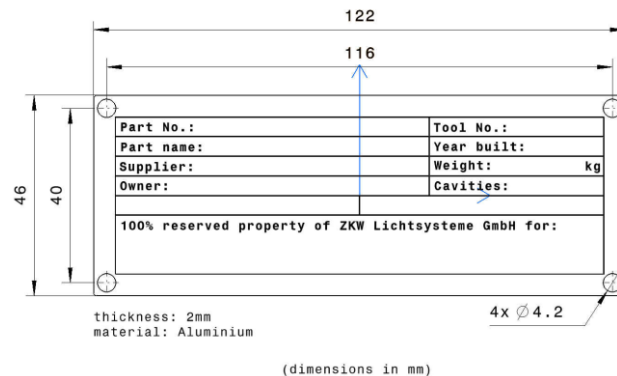 122
116
46
40
Part No.: Tool No.:
Part name: Year built:
Supplier: Weight: kg
Owner: Cavities:
100% reserved property of ZKW Lichtsysteme GmbH for:
4x ∅4.2
thickness: 2mm
material: Aluminium
(dimensions in mm)